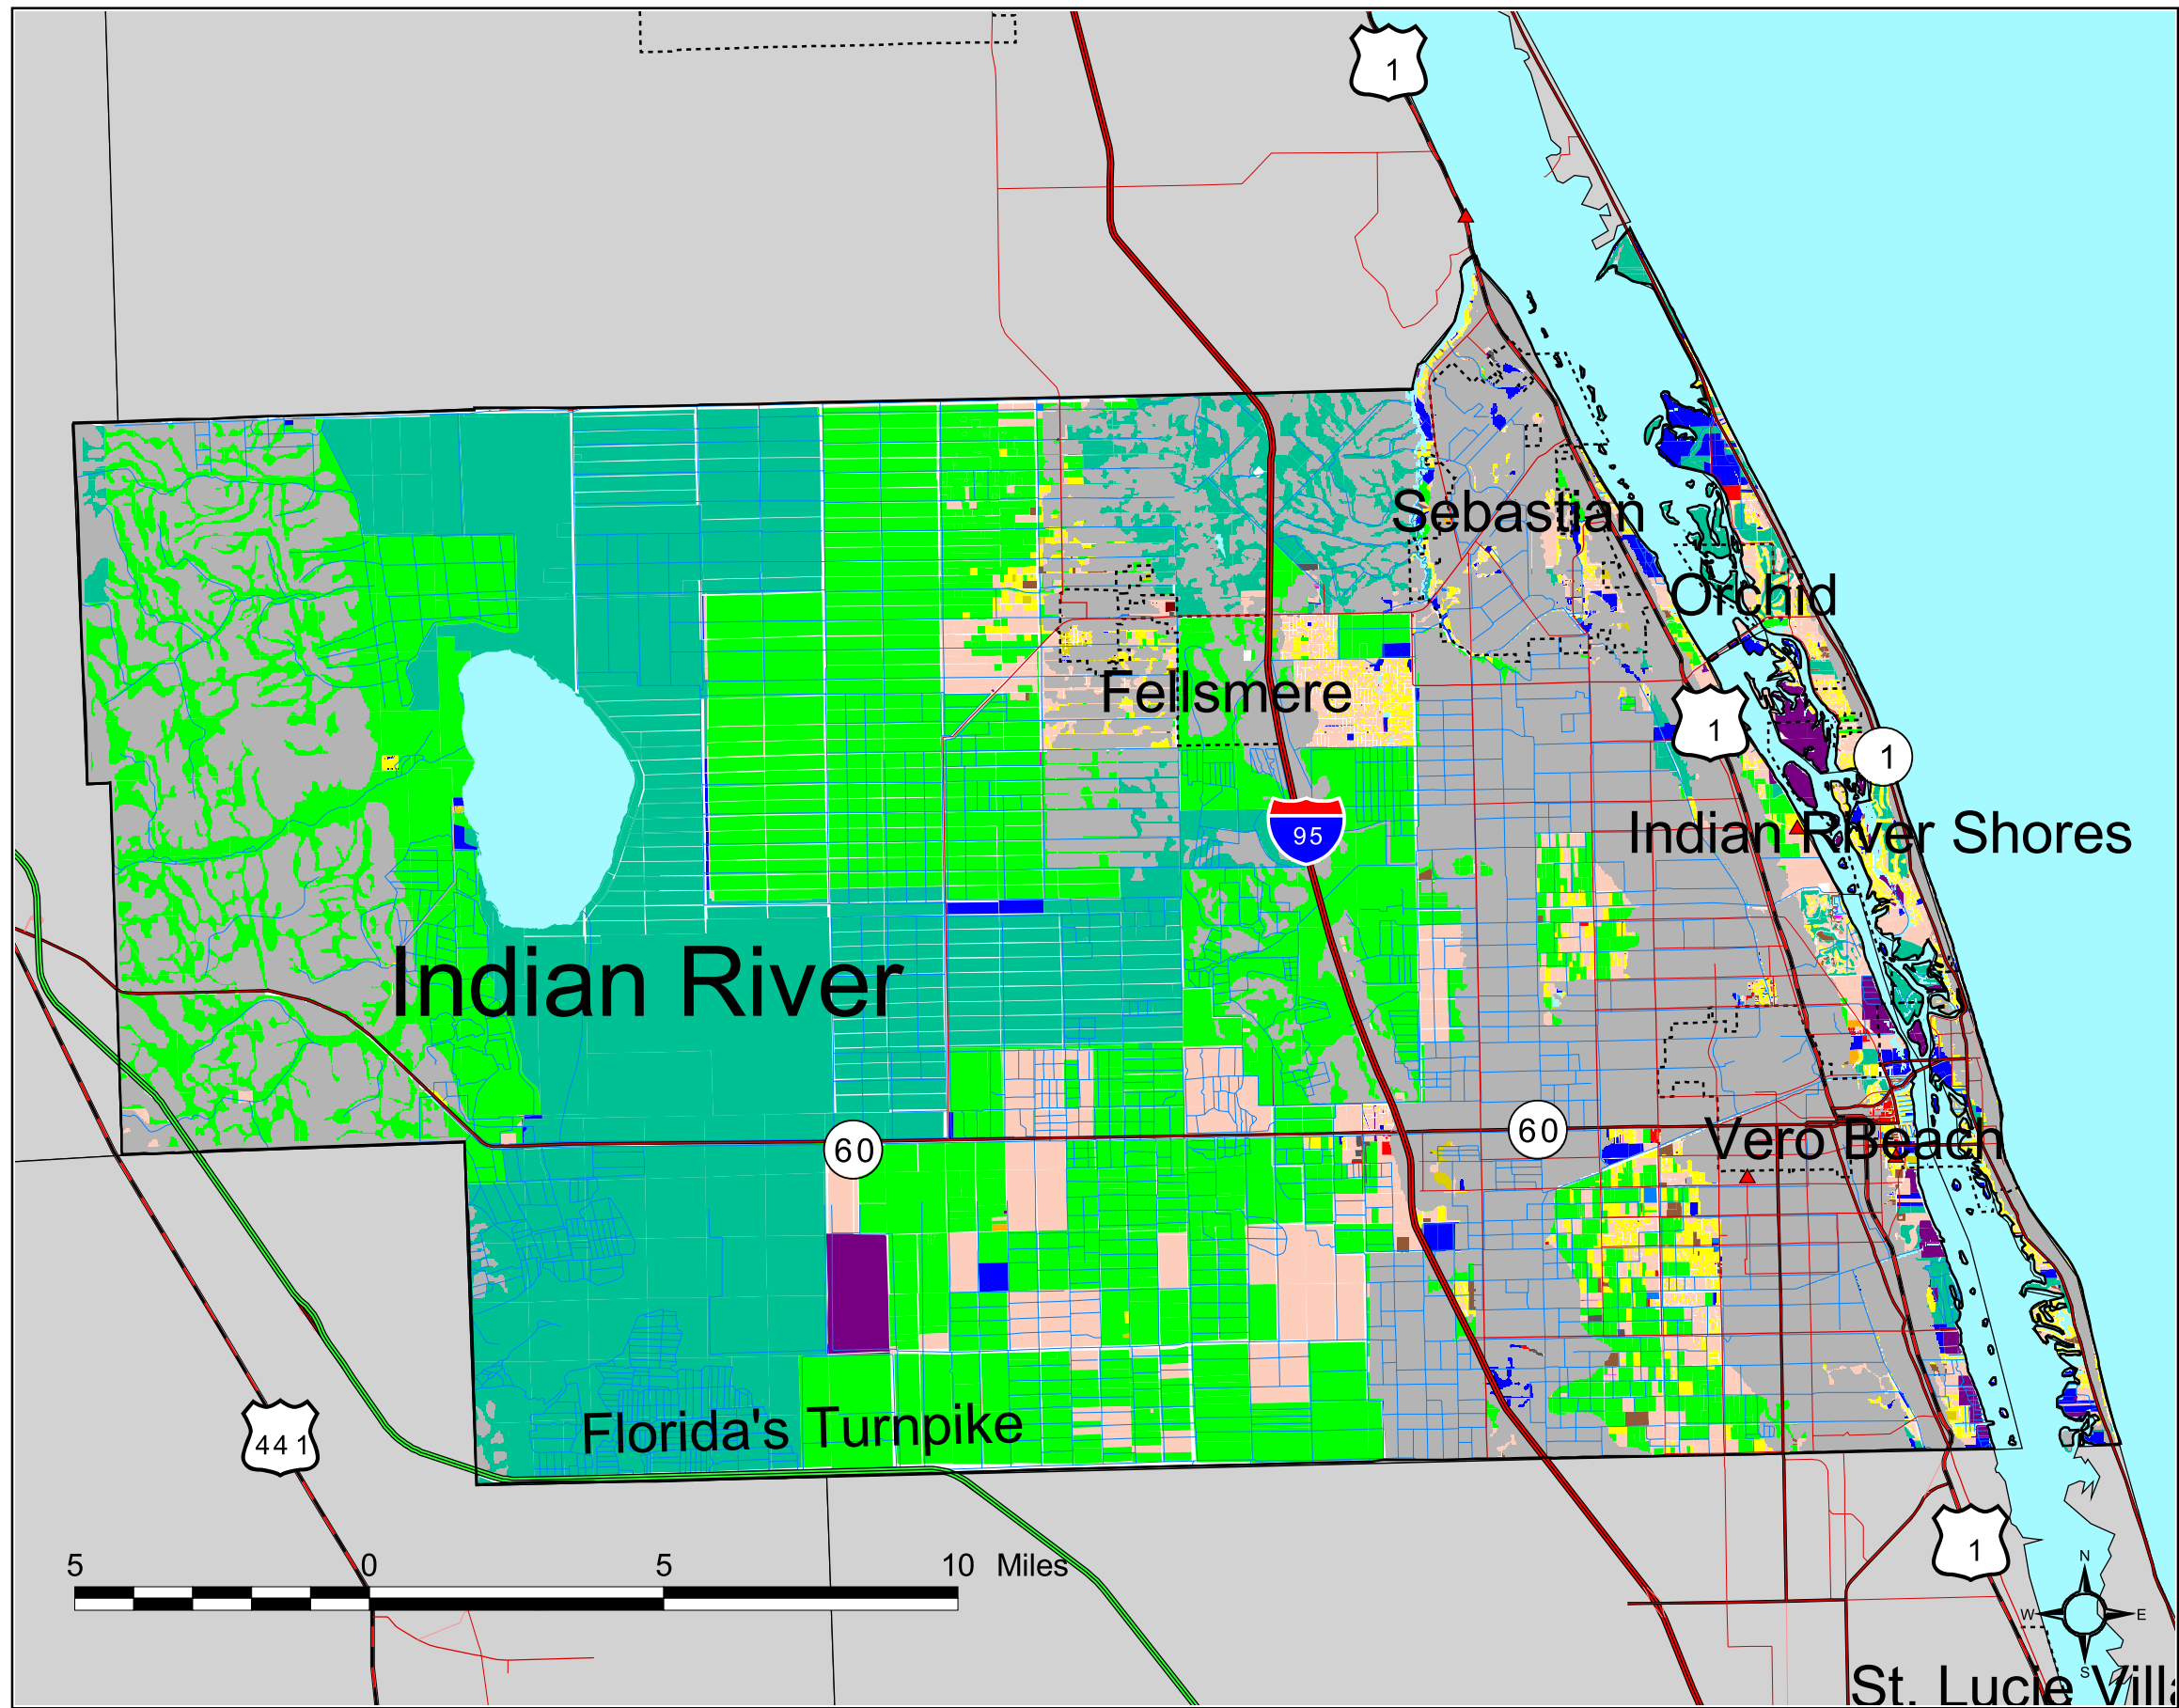 1
Sebastian
Orchid
Fellsmere
1
1
95
Indian River Shores
Indian River
60
60
Vero Beach
Florida's Turnpike
441
1
5 0 5 10 Miles
N
W E
S
St. Lucie Vill